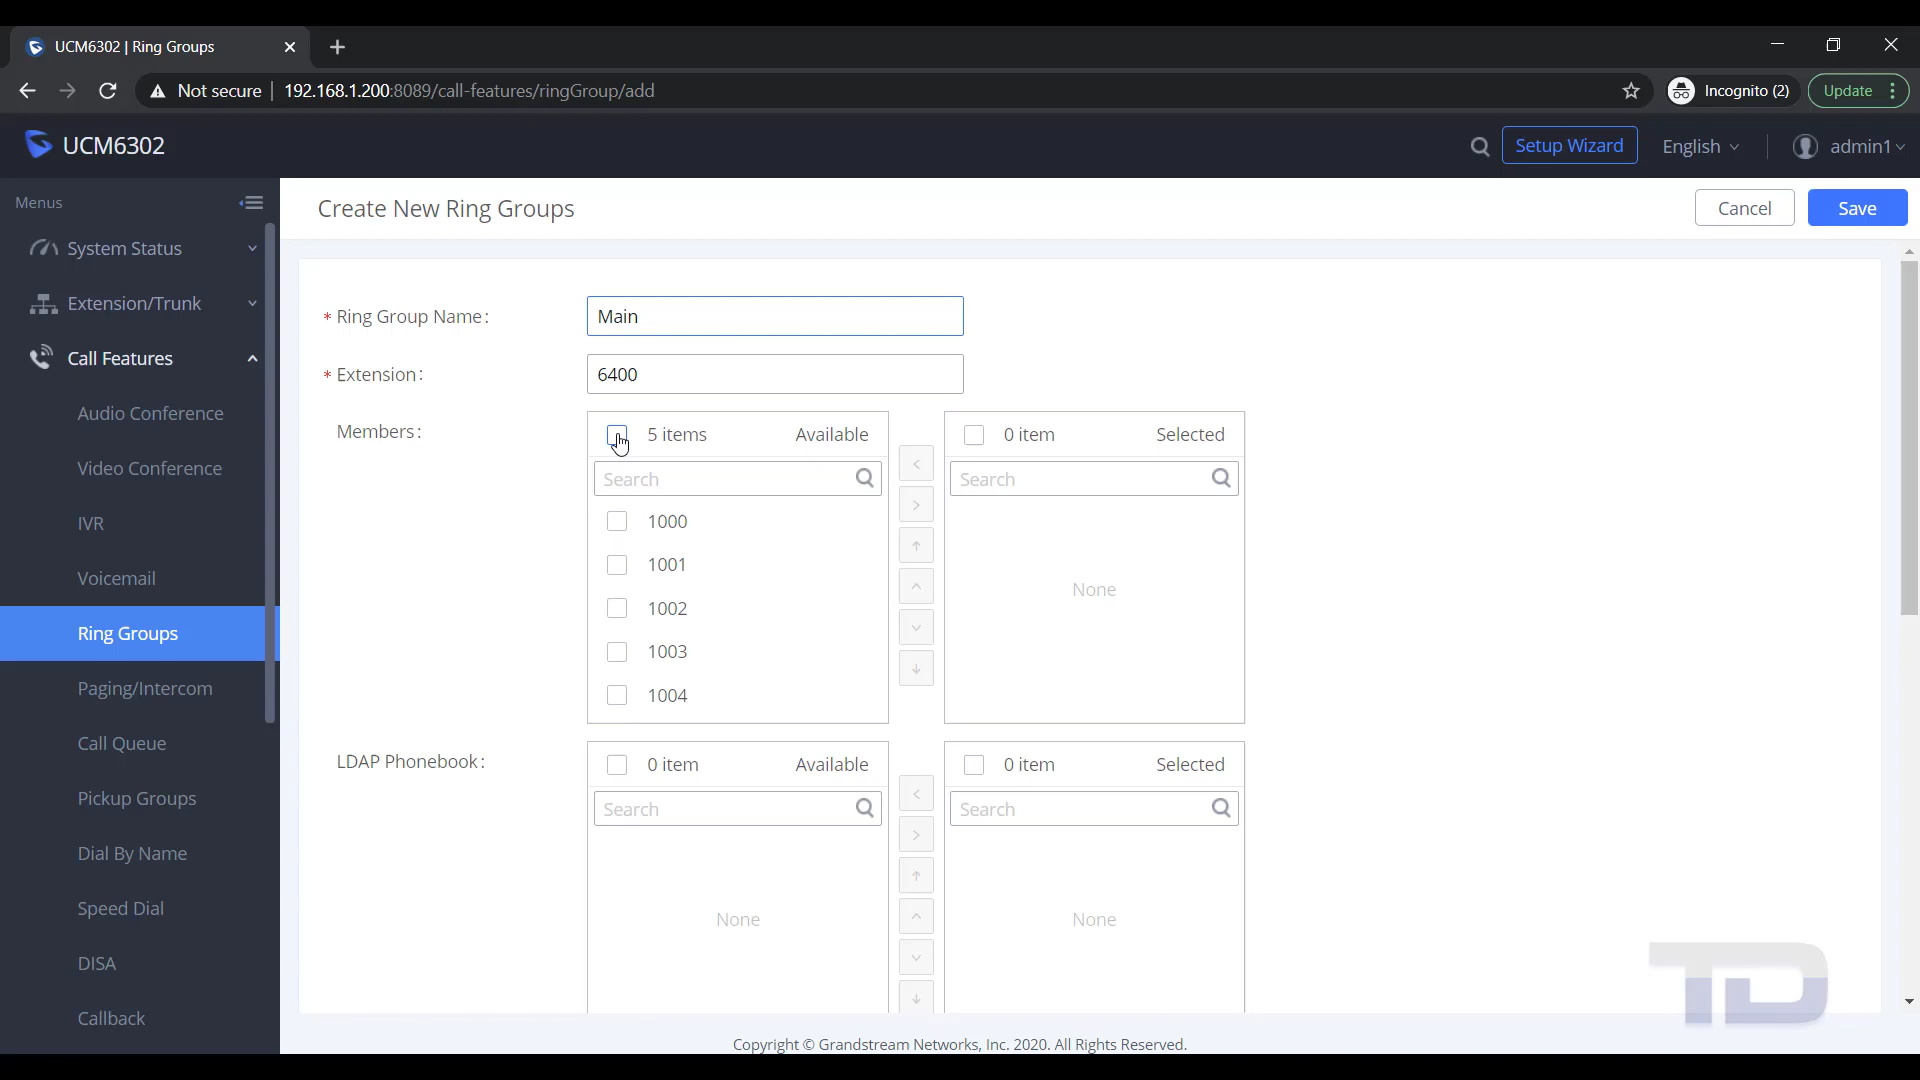 UCM6302 | Ring Groups
Not secure 192.168.1.200:8089/call-features/ringGroup/add
Incognito (2)
Update
UCM6302
Setup Wizard
English
admin1
Menus
System Status
Extension/Trunk
Call Features
Audio Conference
Video Conference
IVR
Voicemail
Ring Groups
Paging/Intercom
Call Queue
Pickup Groups
Dial By Name
Speed Dial
DISA
Callback
Create New Ring Groups
Cancel
Save
* Ring Group Name:
Main
* Extension:
6400
Members:
5 items Available
Search
1000
1001
1002
1003
1004
0 item Selected
Search
None
LDAP Phonebook:
0 item Available
Search
None
0 item Selected
Search
None
TD
Copyright © Grandstream Networks, Inc. 2020. All Rights Reserved.